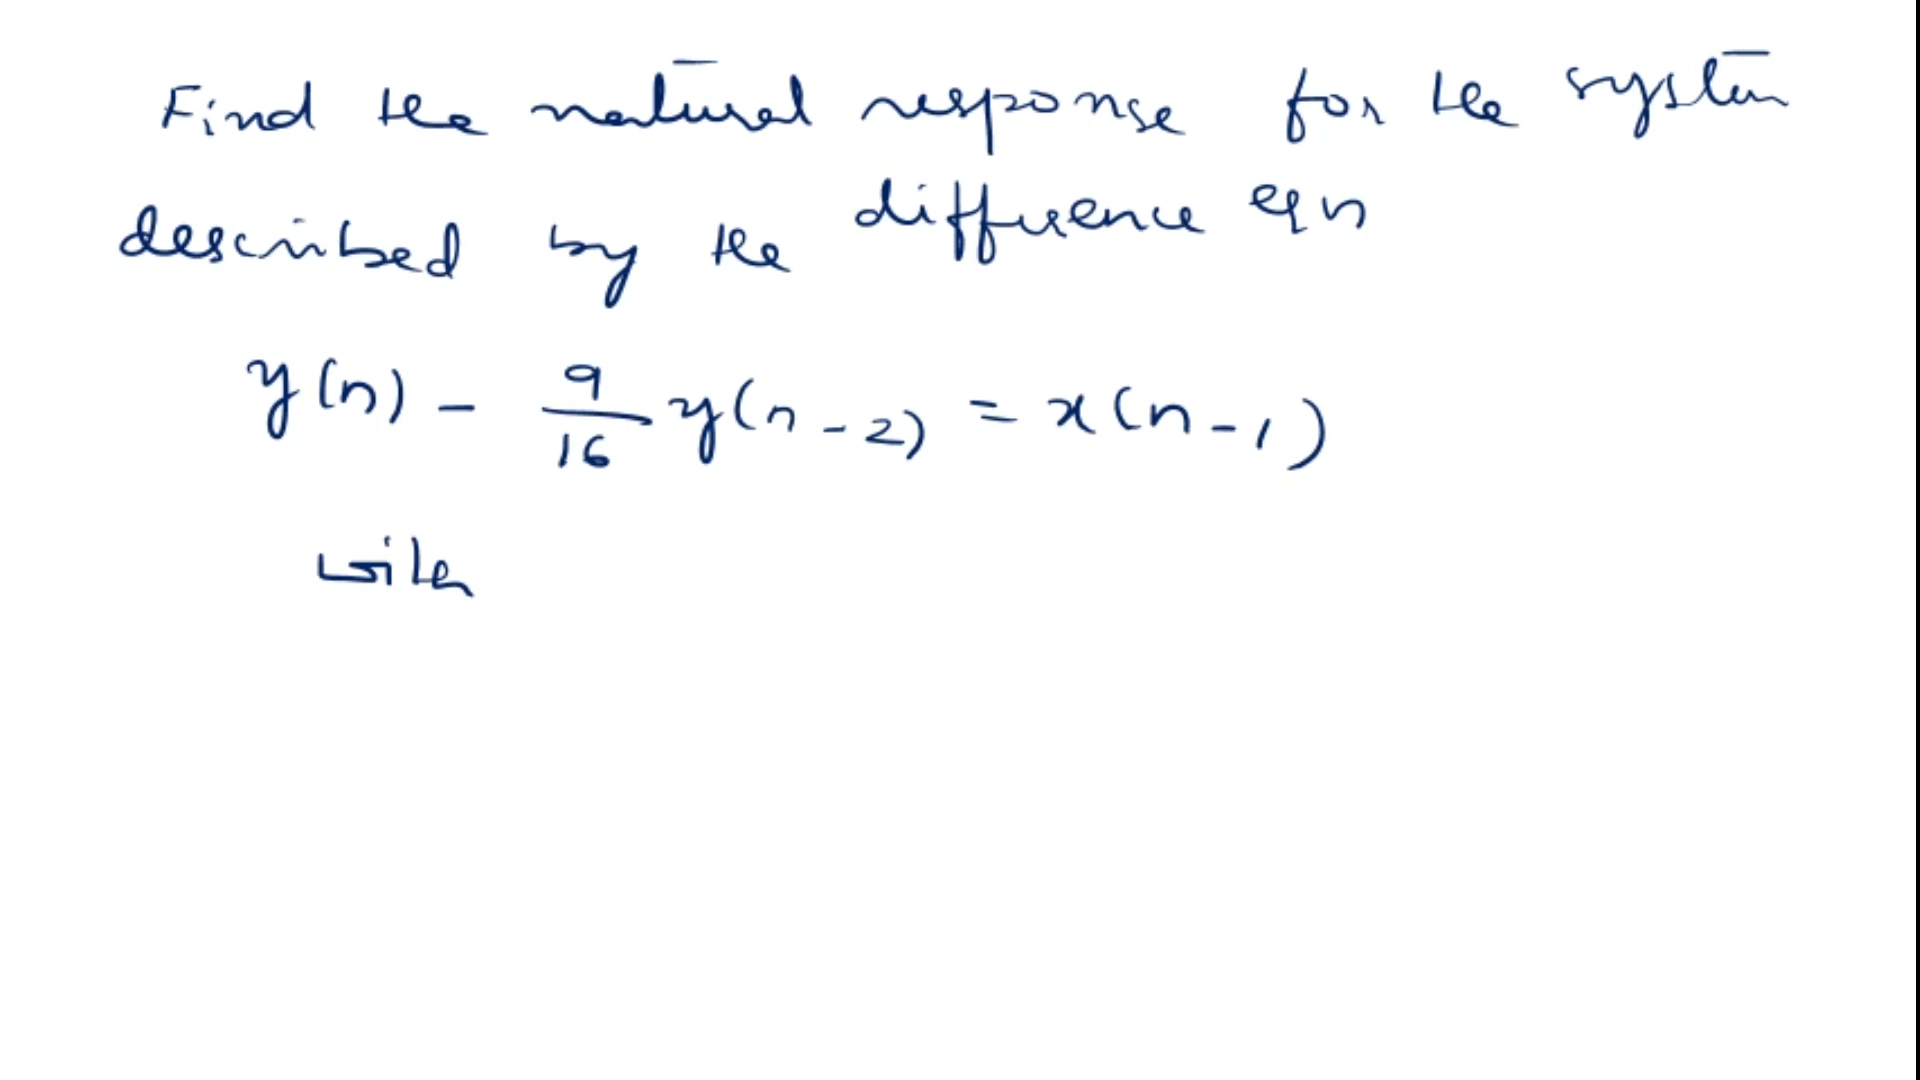 Find the natural response for the system
described by the difference eqn
y(n) - 9/16 y(n-2) = x(n-1)
with